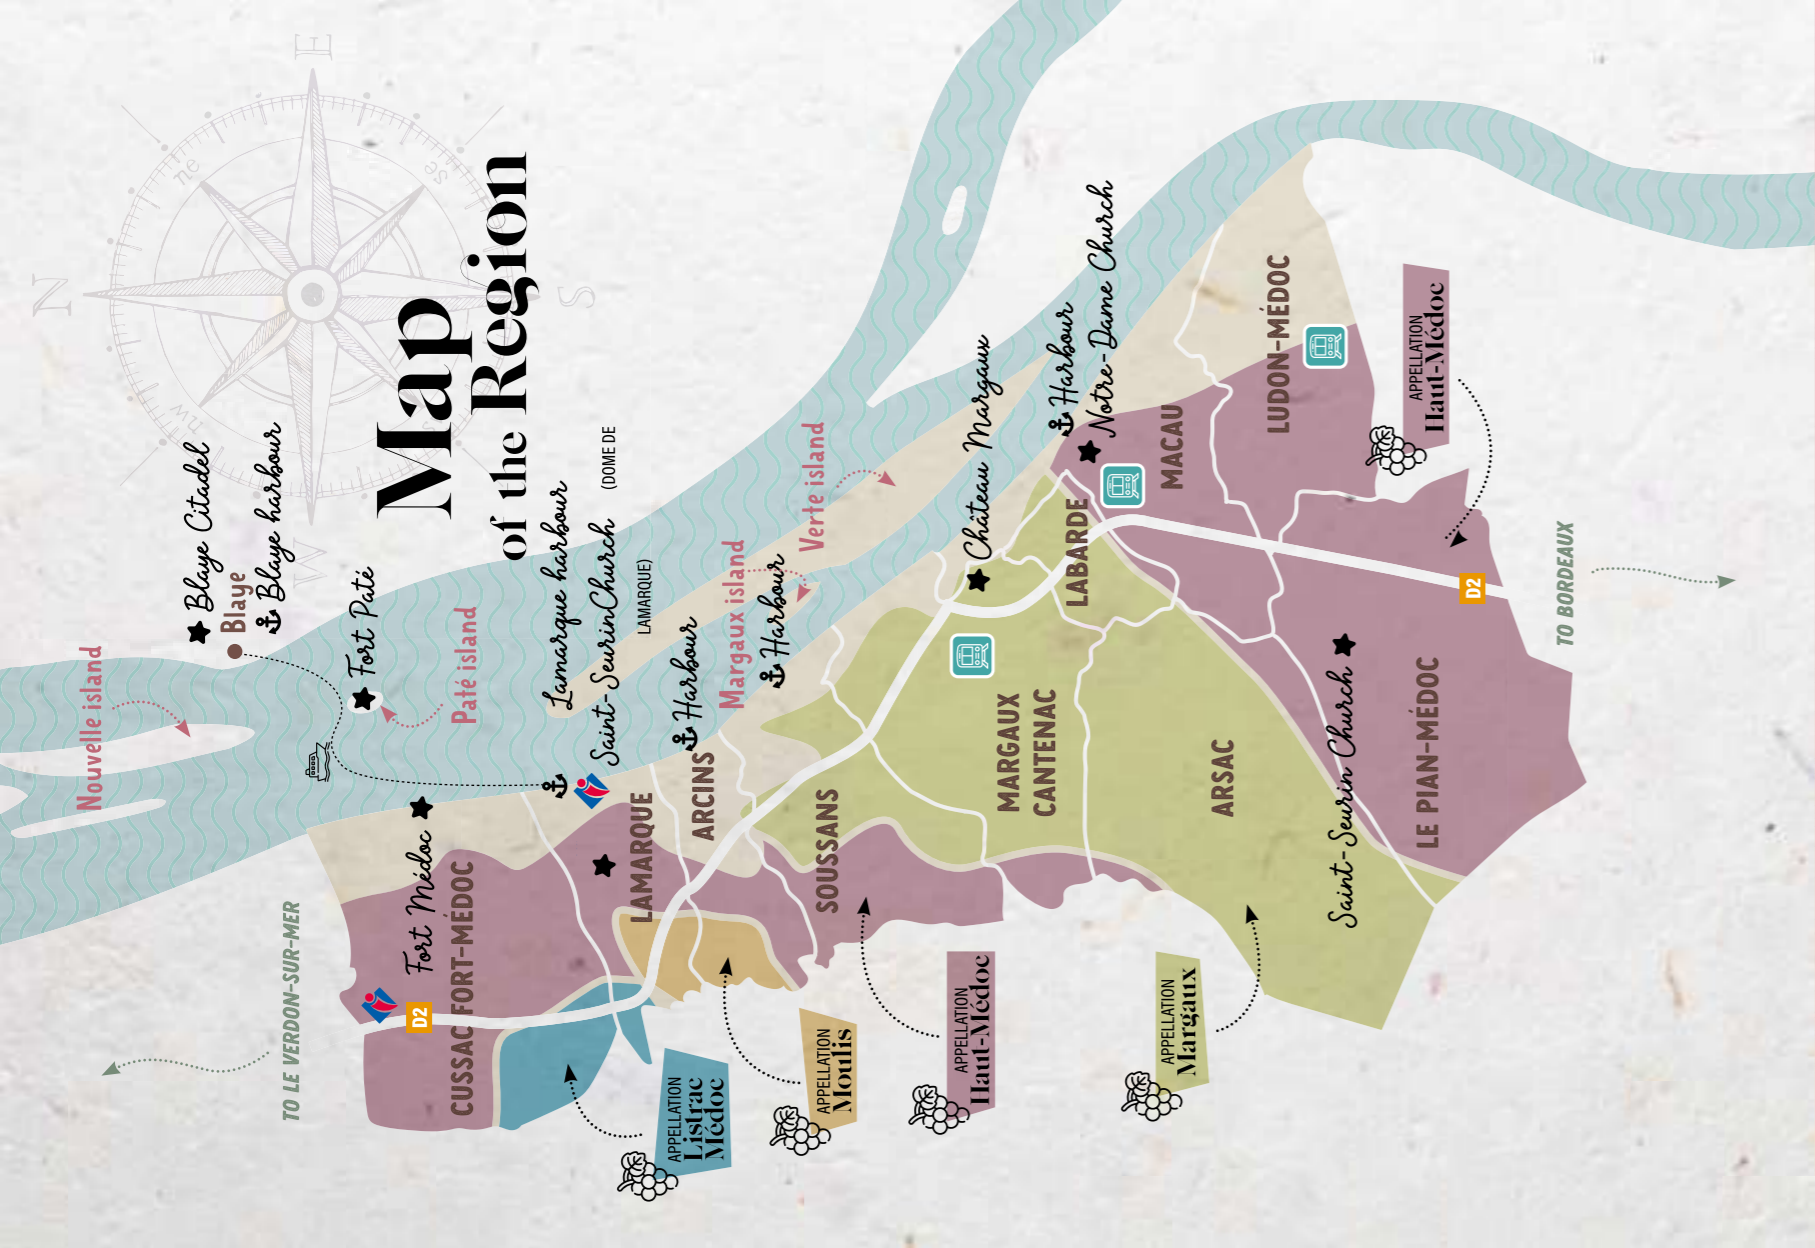 Map
of the Region
N
E
S
W
ne
se
sw
nw
Nouvelle island
Blaye Citadel
Blaye
Blaye harbour
Fort Paté
Paté island
Lamarque harbour
Saint-SeurinChurch
(DOME DE
LAMARQUE)
Harbour
Margaux island
Harbour
Verte island
Château Margaux
Harbour
Notre-Dame Church
TO LE VERDON-SUR-MER
Fort Médoc
D2
CUSSAC FORT-MÉDOC
LAMARQUE
ARCINS
SOUSSANS
MARGAUX
CANTENAC
LABARDE
MACAU
LUDON-MÉDOC
ARSAC
Saint-Seurin Church
LE PIAN-MÉDOC
D2
TO BORDEAUX
APPELLATION
Listrac
Médoc
APPELLATION
Moulis
APPELLATION
Haut-Médoc
APPELLATION
Margaux
APPELLATION
Haut-Médoc